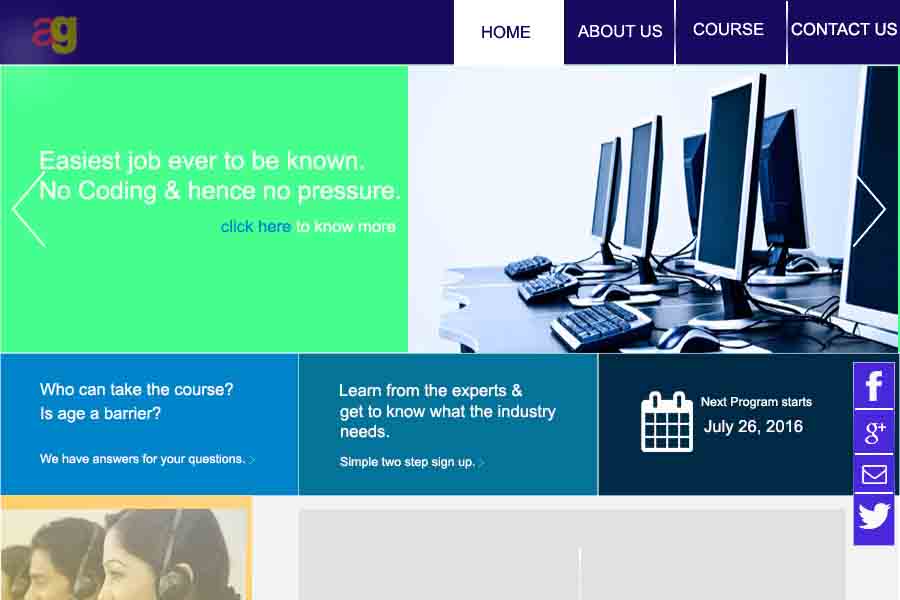 ag
HOME
ABOUT US
COURSE
CONTACT US
Easiest job ever to be known.
No Coding & hence no pressure.
click here to know more
Who can take the course?
Is age a barrier?
We have answers for your questions.
Learn from the experts &
get to know what the industry
needs.
Simple two step sign up.
Next Program starts
July 26, 2016
f
g+